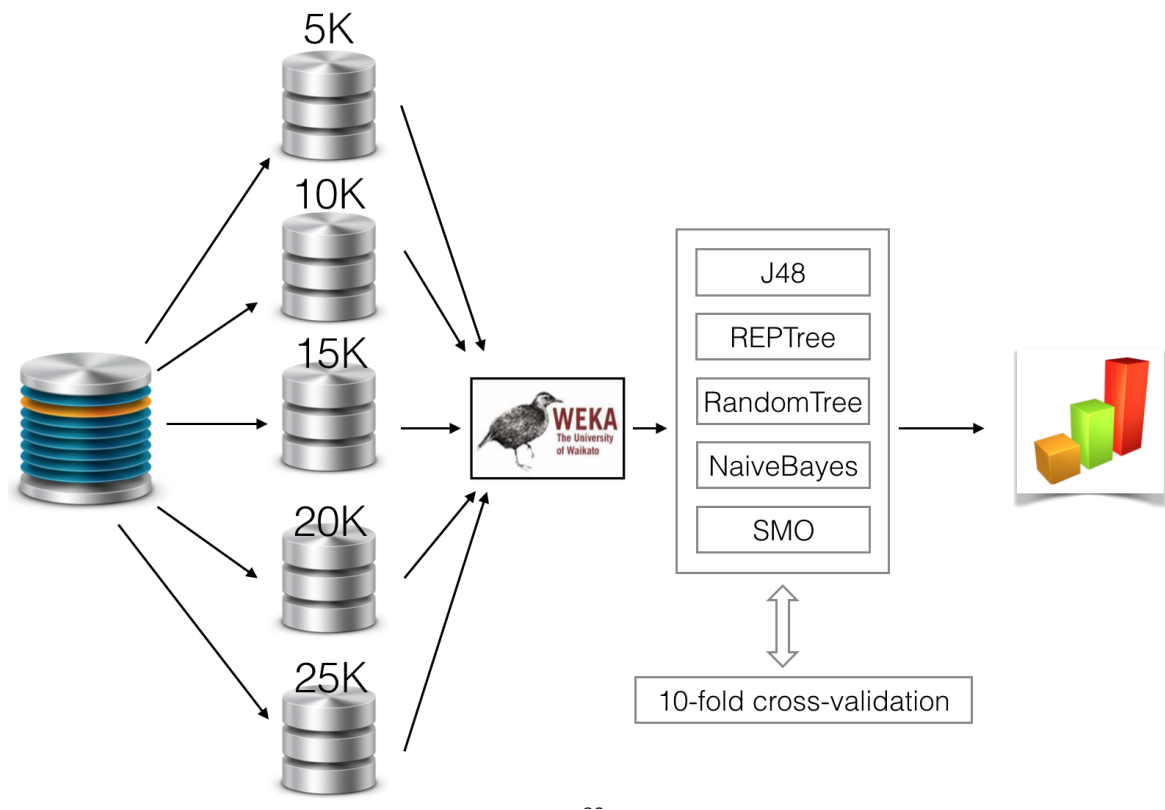 5K
10K
15K
20K
25K
WEKA
The University
of Waikato
J48
REPTree
RandomTree
NaiveBayes
SMO
10-fold cross-validation